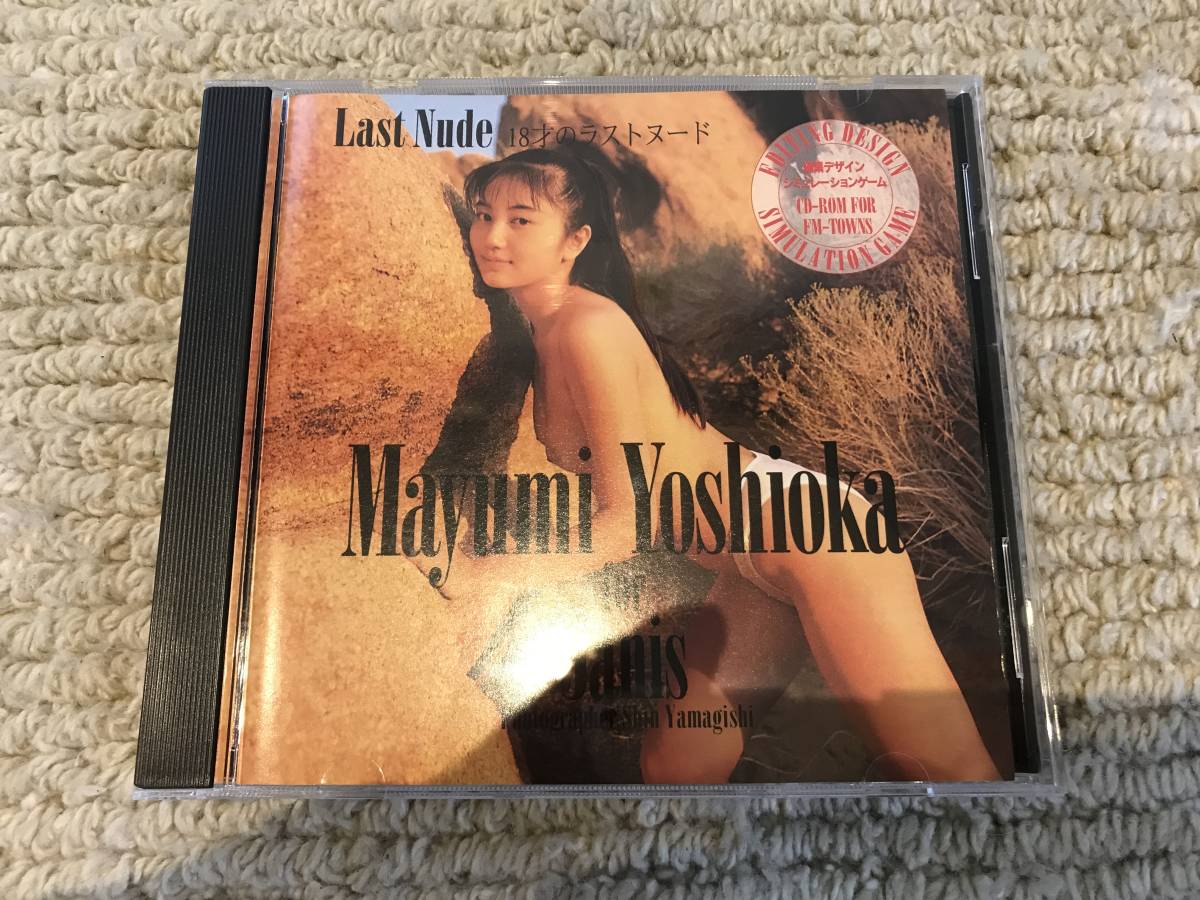 Last Nude 18才のラストヌード
EDITING DESIGN
編集デザイン
シミュレーションゲーム
CD-ROM FOR
FM-TOWNS
SIMULATION GAME
Mayumi Yoshioka
Photographer Shin Yamagishi